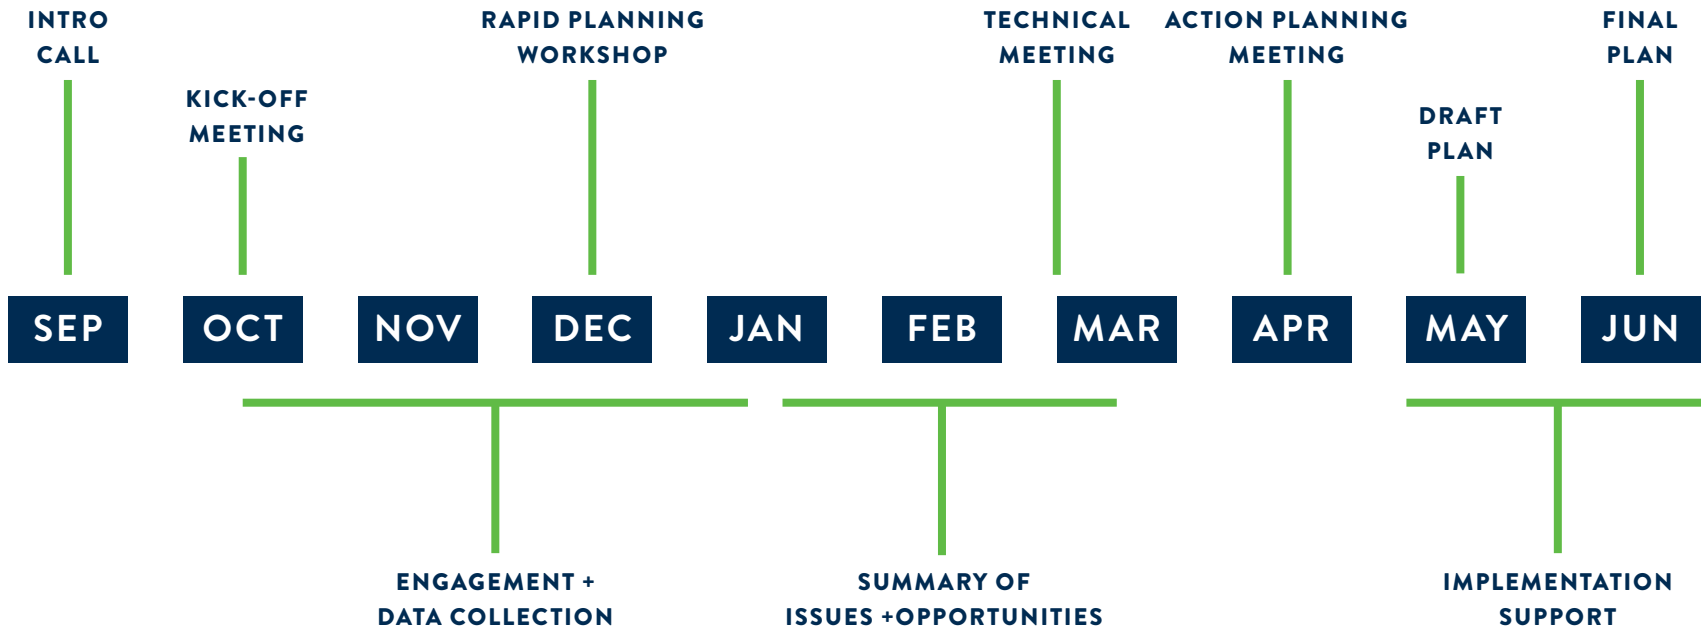 INTRO
CALL
KICK-OFF
MEETING
RAPID PLANNING
WORKSHOP
TECHNICAL
MEETING
ACTION PLANNING
MEETING
DRAFT
PLAN
FINAL
PLAN
SEP
OCT
NOV
DEC
JAN
FEB
MAR
APR
MAY
JUN
ENGAGEMENT +
DATA COLLECTION
SUMMARY OF
ISSUES +OPPORTUNITIES
IMPLEMENTATION
SUPPORT